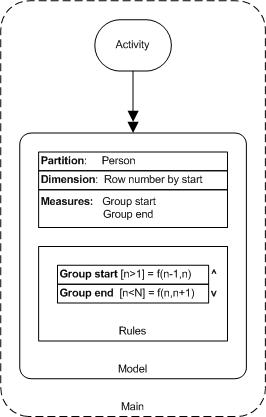 Activity
Partition: Person
Dimension: Row number by start
Measures: Group start
Group end
Group start [n>1] = f(n-1,n) ^
Group end [n<N] = f(n,n+1) v
Rules
Model
Main